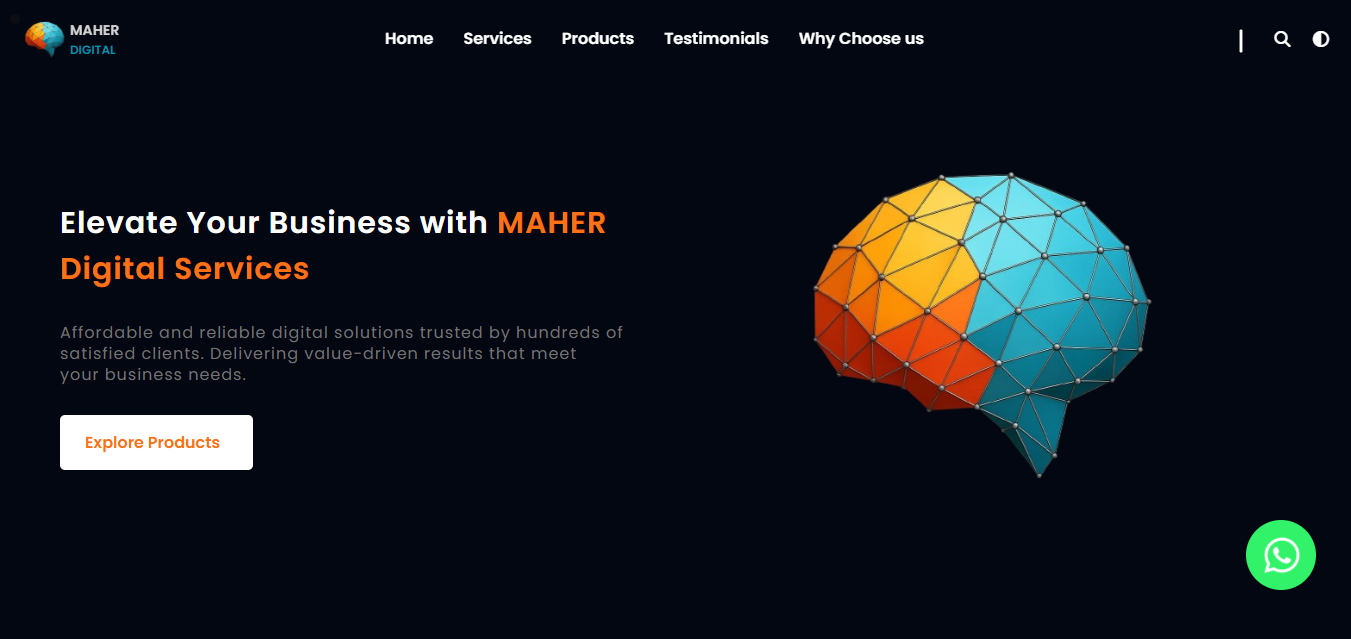 MAHER
DIGITAL
Home Services Products Testimonials Why Choose us
Elevate Your Business with MAHER
Digital Services
Affordable and reliable digital solutions trusted by hundreds of
satisfied clients. Delivering value-driven results that meet
your business needs.
Explore Products